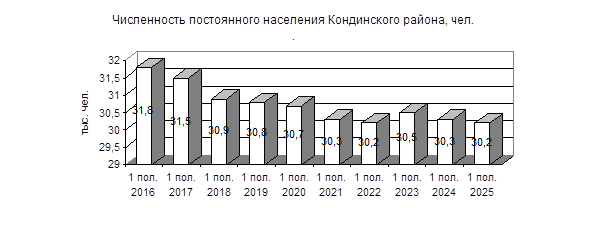 Численность постоянного населения Кондинского района, чел.
.
тыс. чел.
32
31,5
31
30,5
30
29,5
29
31,8 31,5 30,9 30,8 30,7 30,3 30,2 30,5 30,3 30,2
1 пол. 1 пол. 1 пол. 1 пол. 1 пол. 1 пол. 1 пол. 1 пол. 1 пол. 1 пол.
2016 2017 2018 2019 2020 2021 2022 2023 2024 2025